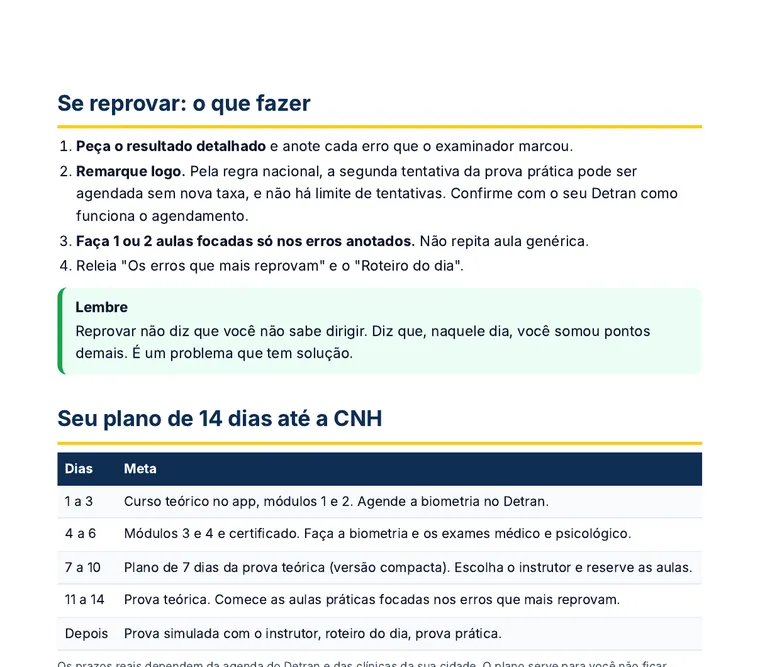 Se reprovar: o que fazer
1. Peça o resultado detalhado e anote cada erro que o examinador marcou.
2. Remarque logo. Pela regra nacional, a segunda tentativa da prova prática pode ser
agendada sem nova taxa, e não há limite de tentativas. Confirme com o seu Detran como
funciona o agendamento.
3. Faça 1 ou 2 aulas focadas só nos erros anotados. Não repita aula genérica.
4. Releia "Os erros que mais reprovam" e o "Roteiro do dia".
Lembre
Reprovar não diz que você não sabe dirigir. Diz que, naquele dia, você somou pontos
demais. É um problema que tem solução.
Seu plano de 14 dias até a CNH
Dias Meta
1 a 3 Curso teórico no app, módulos 1 e 2. Agende a biometria no Detran.
4 a 6 Módulos 3 e 4 e certificado. Faça a biometria e os exames médico e psicológico.
7 a 10 Plano de 7 dias da prova teórica (versão compacta). Escolha o instrutor e reserve as aulas.
11 a 14 Prova teórica. Comece as aulas práticas focadas nos erros que mais reprovam.
Depois Prova simulada com o instrutor, roteiro do dia, prova prática.
Os prazos reais dependem da agenda do Detran e das clínicas da sua cidade. O plano serve para você não ficar